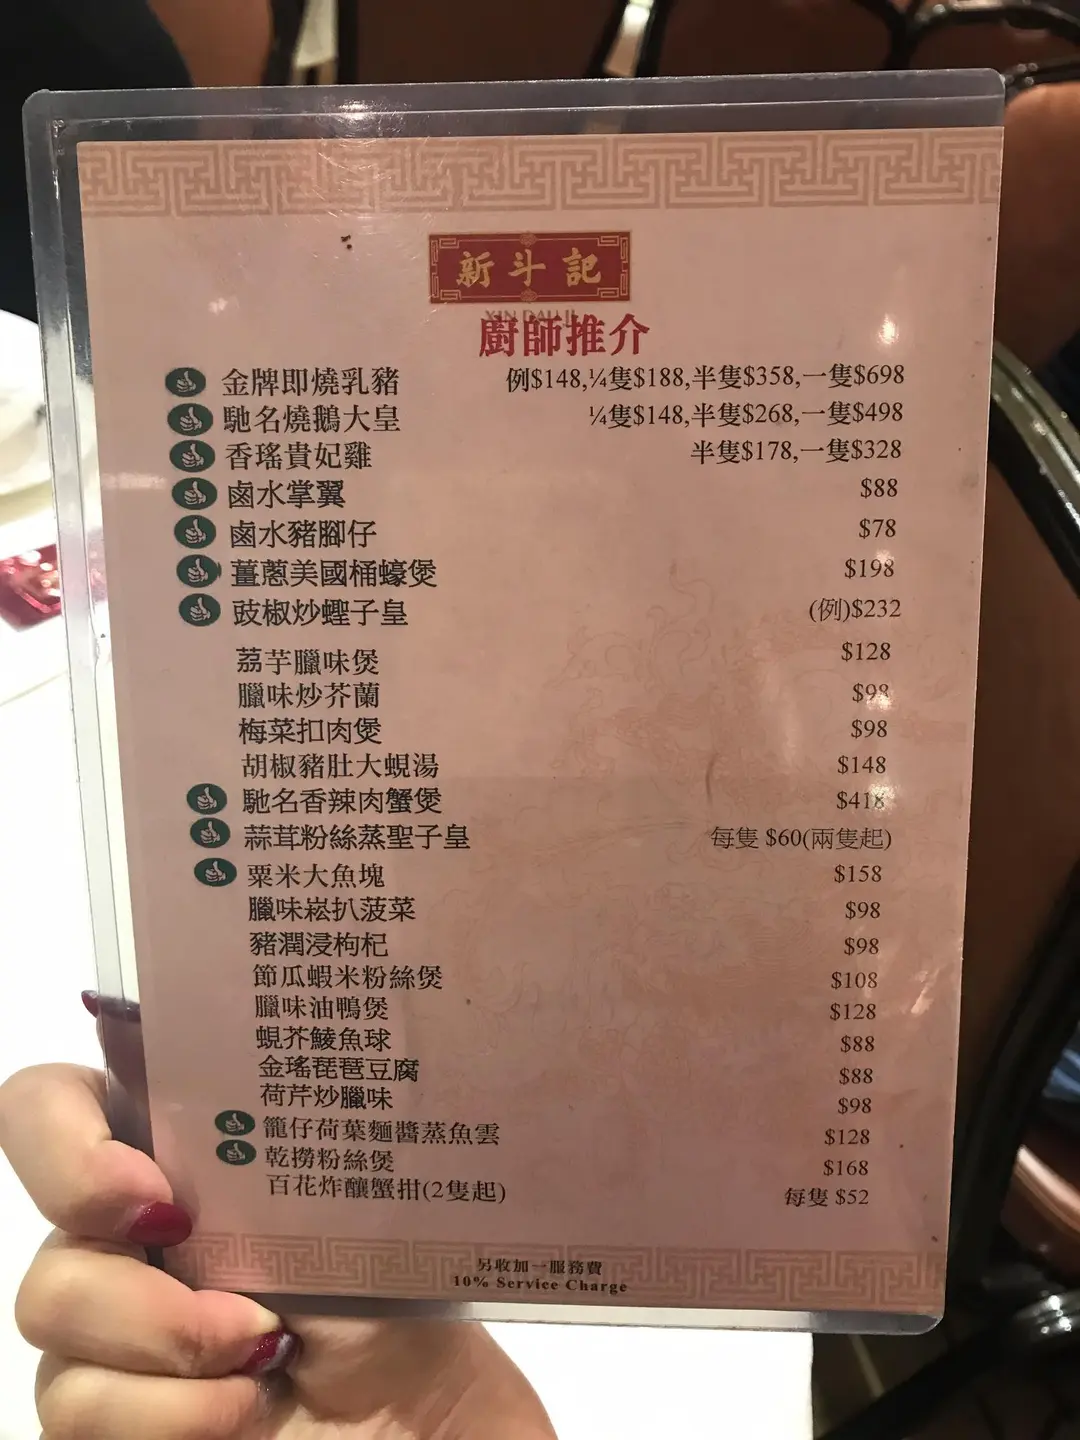 新斗記
XIN DAU JI
廚師推介
金牌即燒乳豬 例$148,¼隻$188,半隻$358,一隻$698
馳名燒鵝大皇 ¼隻$148,半隻$268,一隻$498
香瑤貴妃雞 半隻$178,一隻$328
鹵水掌翼 $88
鹵水豬腳仔 $78
薑蔥美國桶蠔煲 $198
豉椒炒蟶子皇 (例)$232
荔芋臘味煲 $128
臘味炒芥蘭 $98
梅菜扣肉煲 $98
胡椒豬肚大蜆湯 $148
馳名香辣肉蟹煲 $418
蒜茸粉絲蒸聖子皇 每隻 $60(兩隻起)
粟米大魚塊 $158
臘味崧扒菠菜 $98
豬潤浸枸杞 $98
節瓜蝦米粉絲煲 $108
臘味油鴨煲 $128
蜆芥鯪魚球 $88
金瑤琵琶豆腐 $88
荷芹炒臘味 $98
籠仔荷葉麵醬蒸魚雲 $128
乾撈粉絲煲 $168
百花炸釀蟹拑(2隻起) 每隻 $52
另收加一服務費
10% Service Charge